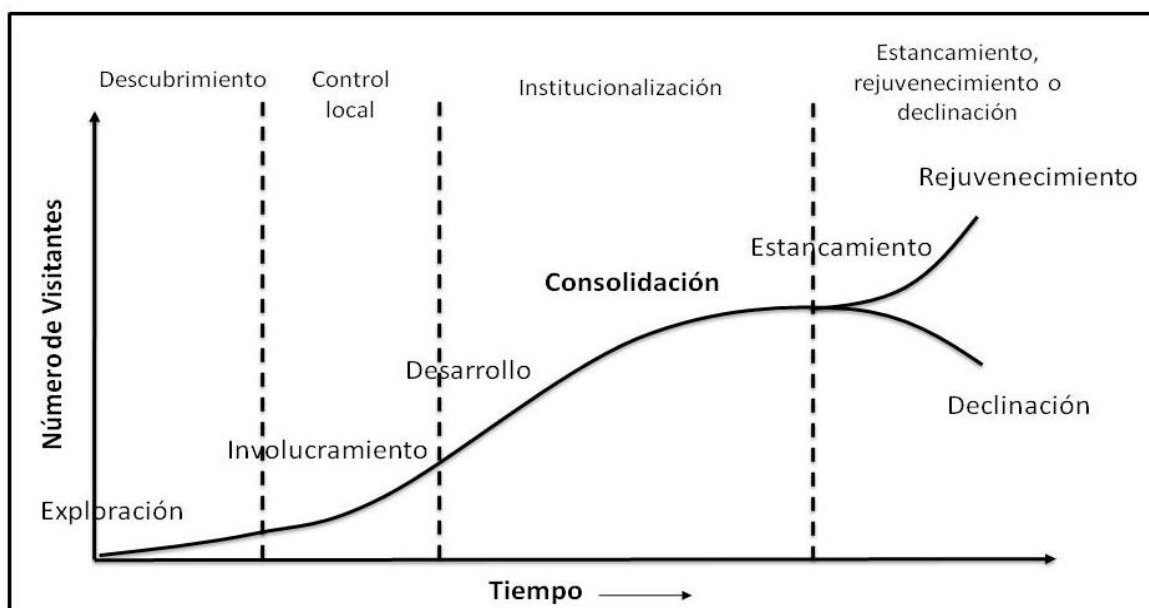 Descubrimiento
Control
local
Institucionalización
Estancamiento,
rejuvenecimiento o
declinación
Rejuvenecimiento
Estancamiento
Consolidación
Desarrollo
Declinación
Involucramiento
Exploración
Número de Visitantes
Tiempo